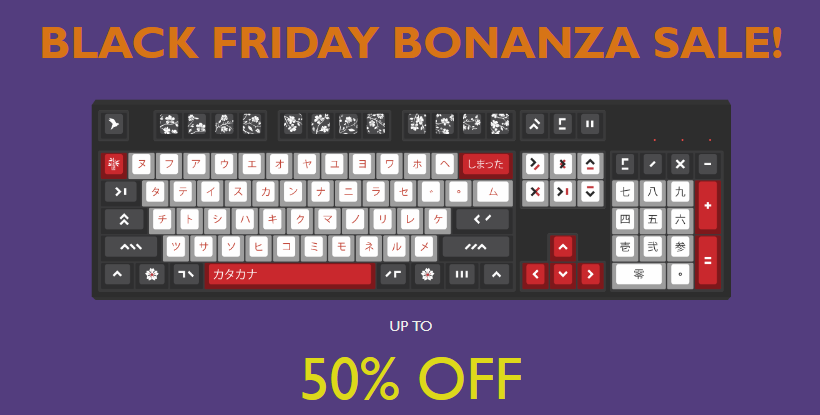 BLACK FRIDAY BONANZA SALE!
ヌ フ ア ウ エ オ ヤ ユ ヨ ワ ホ ヘ しまった
タ テ イ ス カ ン ナ ニ ラ セ ゛ ゜ ム 七 八 九 +
チ ト シ ハ キ ク マ ノ リ レ ケ 四 五 六
ツ サ ソ ヒ コ ミ モ ネ ル メ 壱 弐 参 =
カタカナ 零 。
UP TO
50% OFF